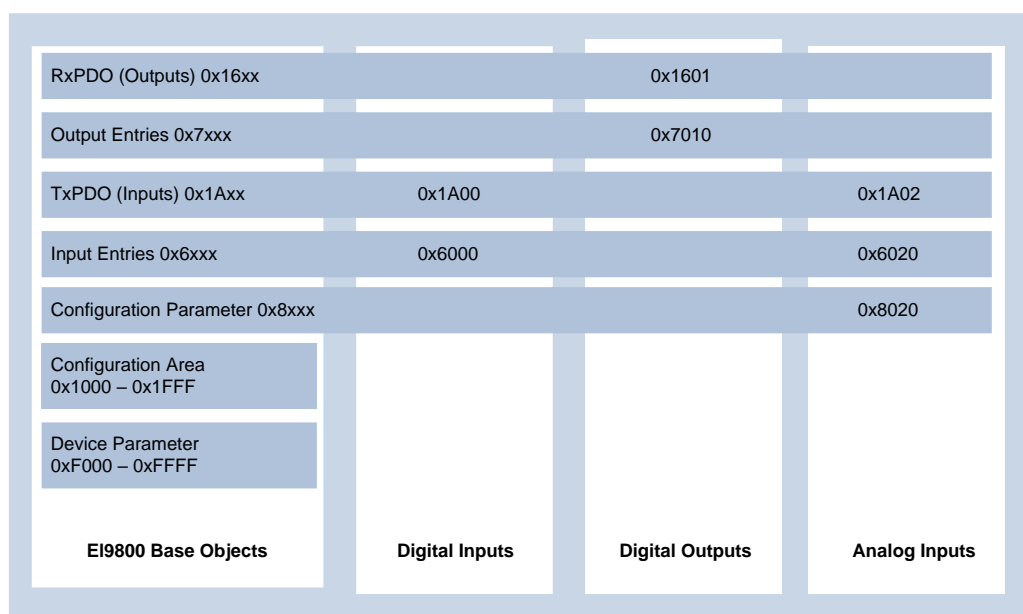 RxPDO (Outputs) 0x16xx 0x1601
Output Entries 0x7xxx 0x7010
TxPDO (Inputs) 0x1Axx 0x1A00 0x1A02
Input Entries 0x6xxx 0x6000 0x6020
Configuration Parameter 0x8xxx 0x8020
Configuration Area
0x1000 – 0x1FFF
Device Parameter
0xF000 – 0xFFFF
El9800 Base Objects Digital Inputs Digital Outputs Analog Inputs